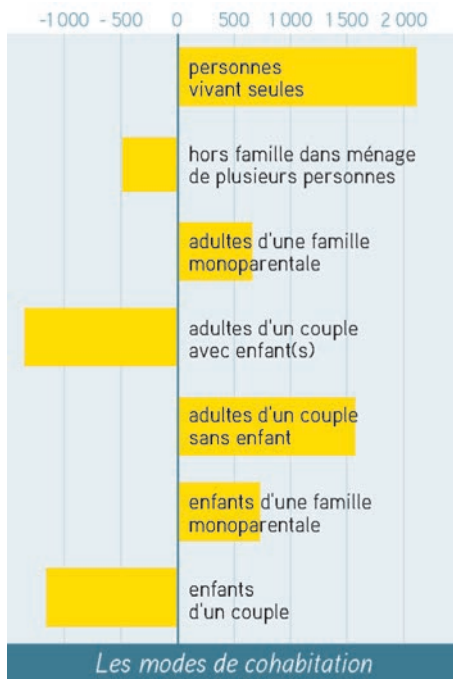 -1 000 - 500 0 500 1 000 1 500 2 000
personnes
vivant seules
hors famille dans ménage
de plusieurs personnes
adultes d'une famille
monoparentale
adultes d'un couple
avec enfant(s)
adultes d'un couple
sans enfant
enfants d'une famille
monoparentale
enfants
d'un couple
Les modes de cohabitation